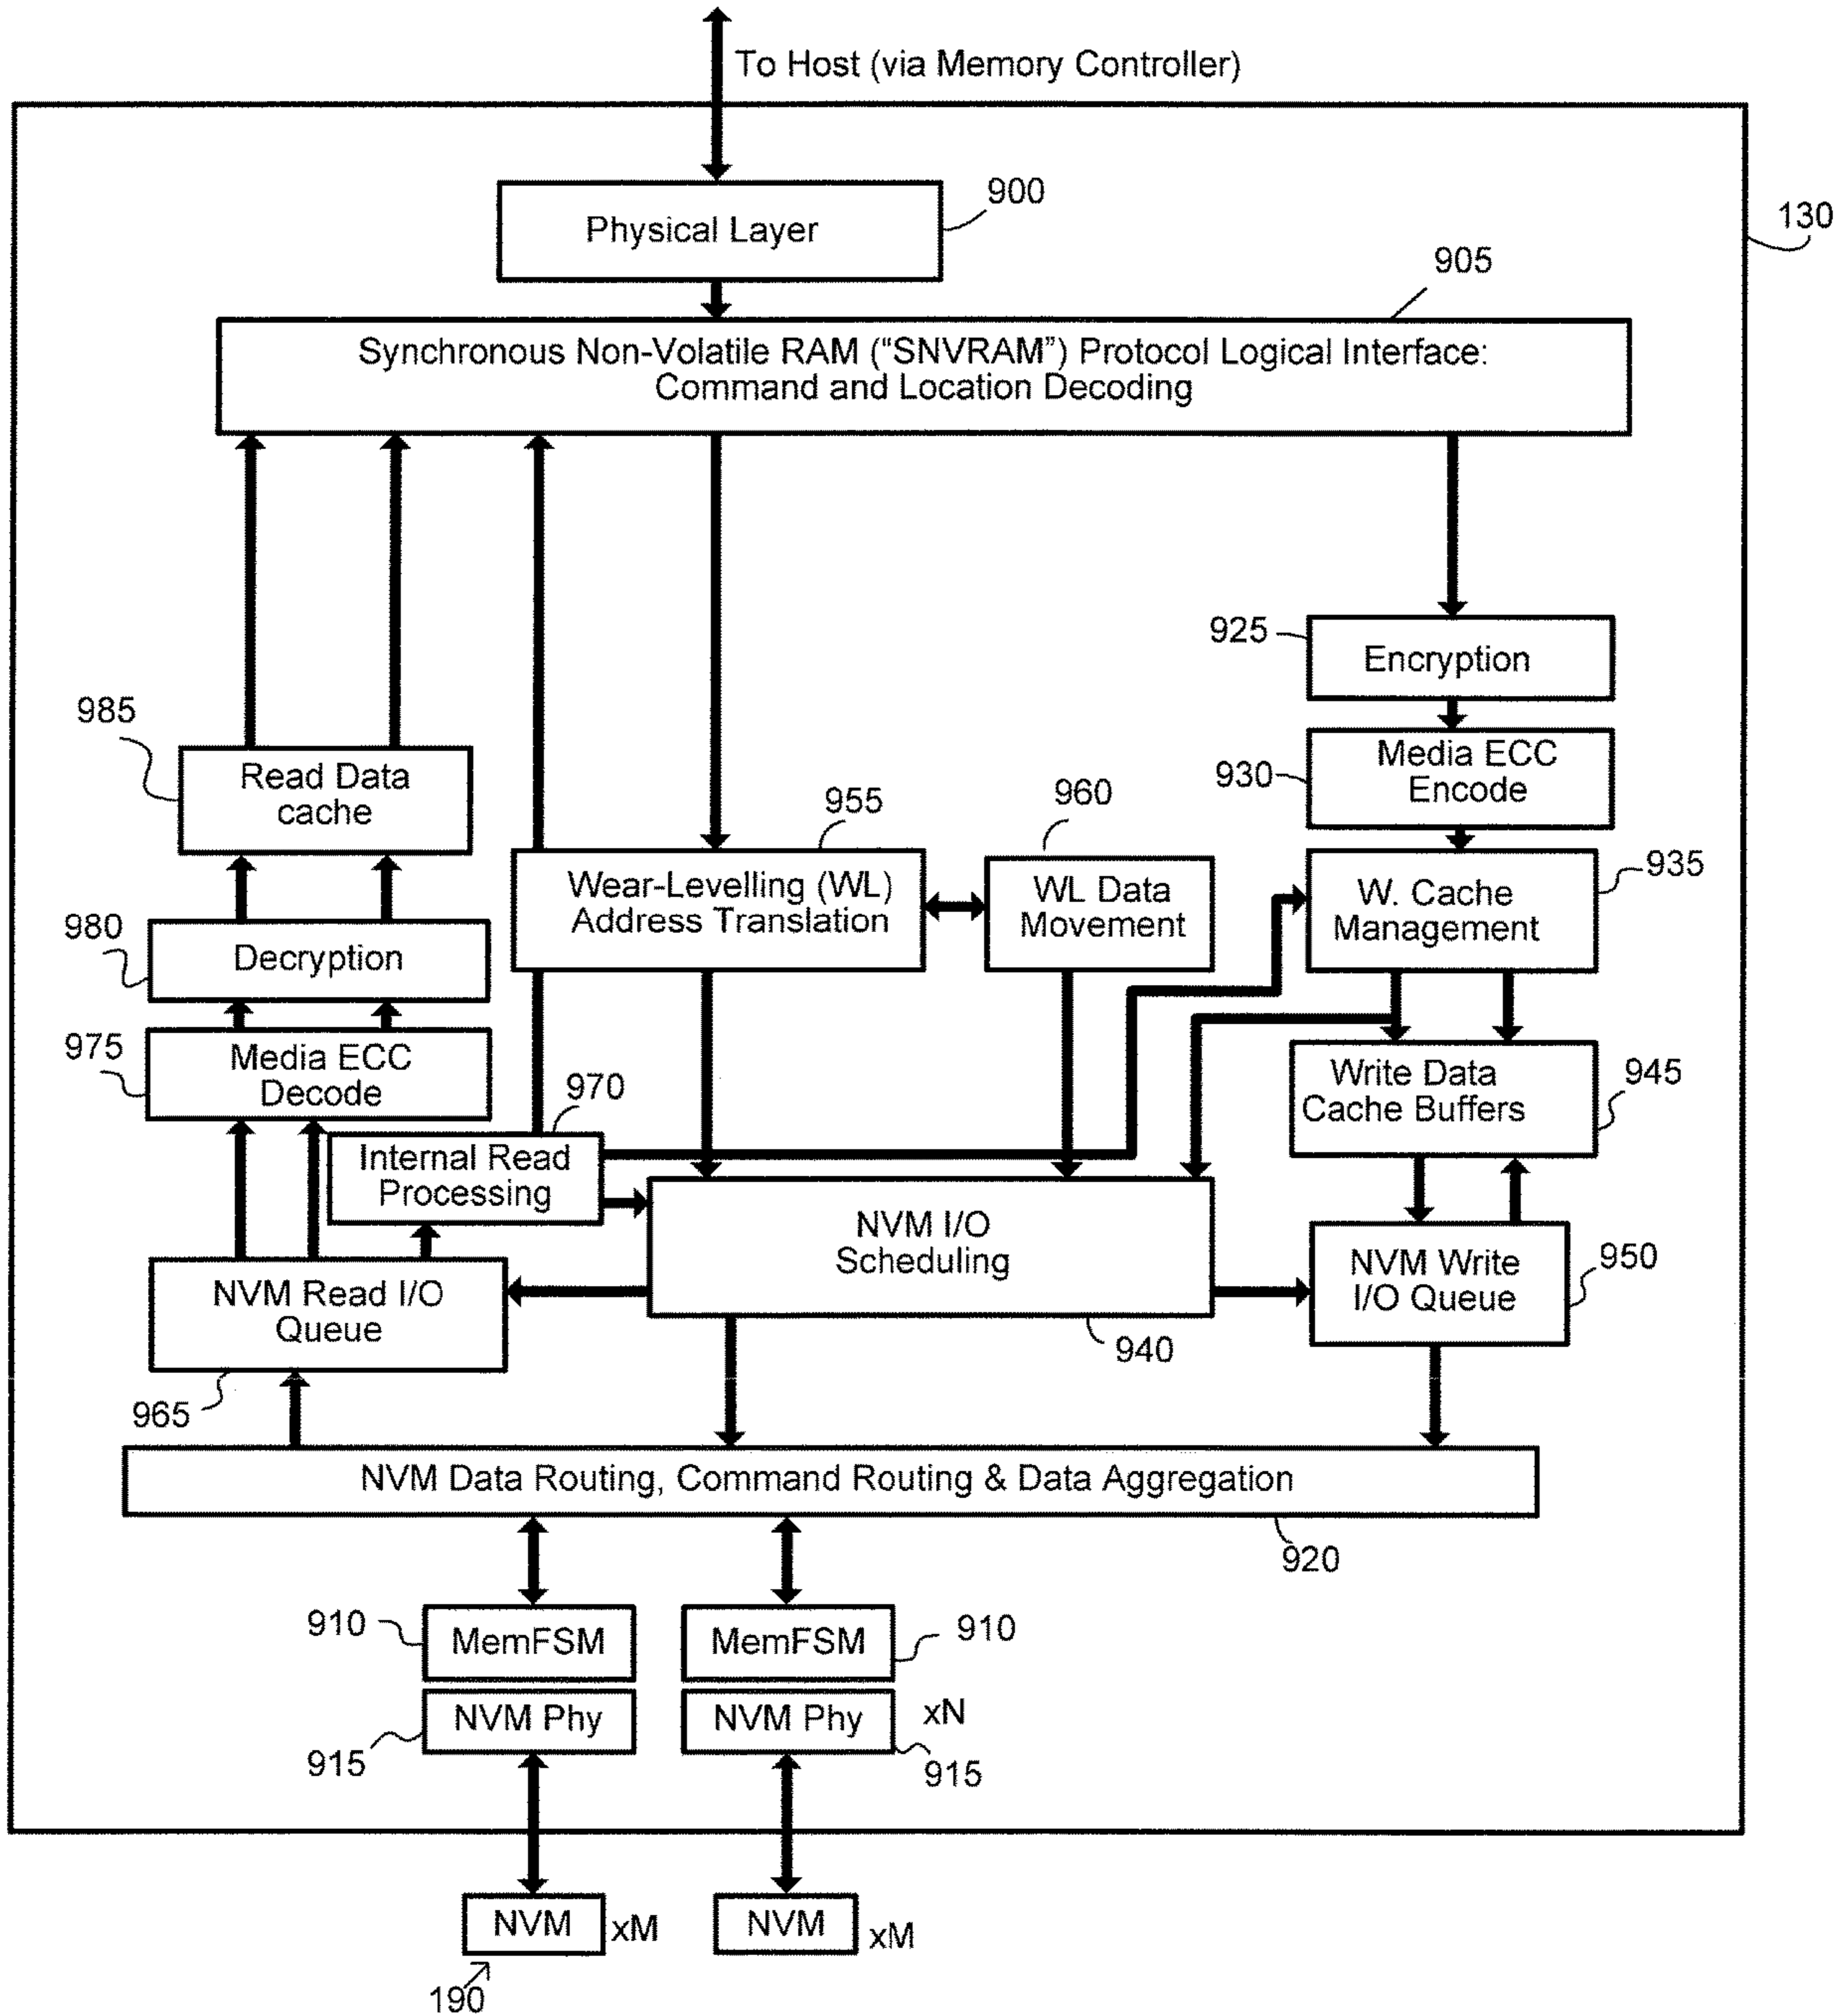 To Host (via Memory Controller)
Physical Layer
900
130
905
Synchronous Non-Volatile RAM (“SNVRAM”) Protocol Logical Interface:
Command and Location Decoding
925
Encryption
985
Read Data
cache
930
Media ECC
Encode
955
Wear-Levelling (WL)
Address Translation
960
WL Data
Movement
935
W. Cache
Management
980
Decryption
975
Media ECC
Decode
970
Internal Read
Processing
Write Data
Cache Buffers
945
NVM I/O
Scheduling
940
NVM Read I/O
Queue
965
NVM Write
I/O Queue
950
NVM Data Routing, Command Routing & Data Aggregation
920
910
MemFSM
MemFSM
910
NVM Phy
915
NVM Phy
xN
915
NVM
xM
NVM
xM
190